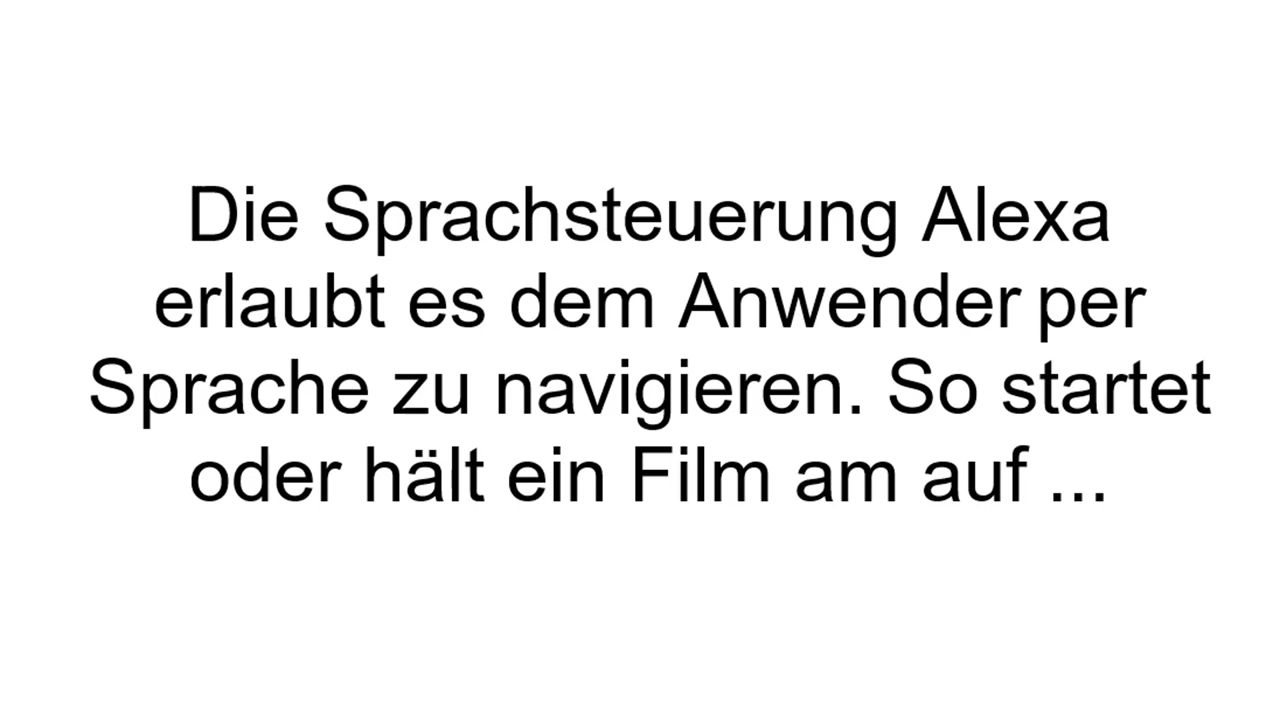 Die Sprachsteuerung Alexa
erlaubt es dem Anwender per
Sprache zu navigieren. So startet
oder hält ein Film am auf ...